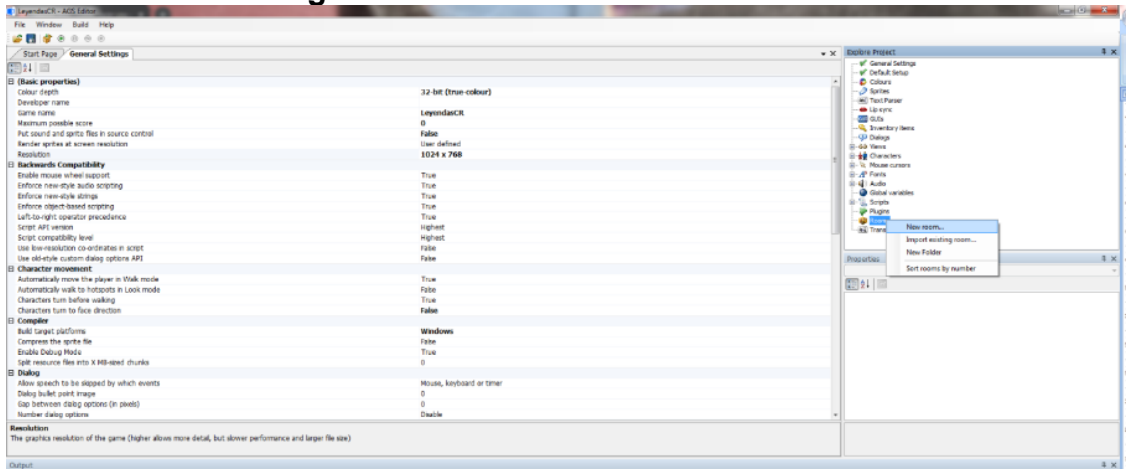 LeyendasCR - AGS Editor
File Window Build Help
Start Page General Settings
(Basic properties)
Colour depth 32-bit (true-colour)
Developer name
Game name LeyendasCR
Maximum possible score 0
Put sound and sprite files in source control False
Render sprites at screen resolution User defined
Resolution 1024 x 768
Backwards Compatibility
Enable mouse wheel support True
Enforce new-style audio scripting True
Enforce new-style strings True
Enforce object-based scripting True
Left-to-right operator precedence True
Script API version Highest
Script compatibility level Highest
Use low-resolution co-ordinates in script False
Use old-style custom dialog options API False
Character movement
Automatically move the player in Walk mode True
Automatically walk to hotspots in Look mode False
Characters turn before walking True
Characters turn to face direction False
Compiler
Build target platforms Windows
Compress the sprite file False
Enable Debug Mode True
Split resource files into X MB-sized chunks 0
Dialog
Allow speech to be skipped by which events Mouse, keyboard or timer
Dialog bullet point image 0
Gap between dialog options (in pixels) 0
Number dialog options Disable
Resolution
The graphics resolution of the game (higher allows more detail, but slower performance and larger file size)
Output
Explore Project
General Settings
Default Setup
Colours
Sprites
Text Parser
Lip sync
GUIs
Inventory items
Dialogs
Views
Characters
Mouse cursors
Fonts
Audio
Global variables
Scripts
Plugins
Rooms
Trans
New room...
Import existing room...
New Folder
Sort rooms by number
Properties